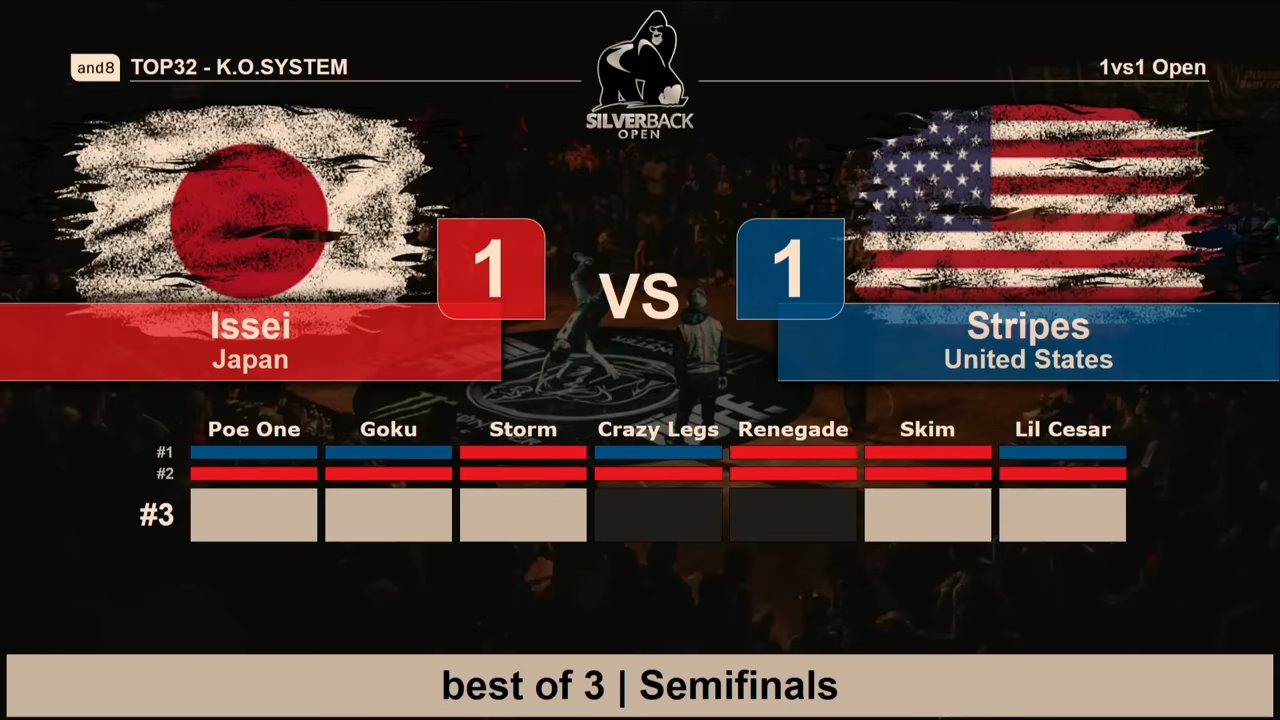 and8 TOP32 - K.O.SYSTEM
1vs1 Open
SILVERBACK
OPEN
1 VS 1
Issei
Japan
Stripes
United States
Poe One Goku Storm Crazy Legs Renegade Skim Lil Cesar
#1
#2
#3
best of 3 | Semifinals